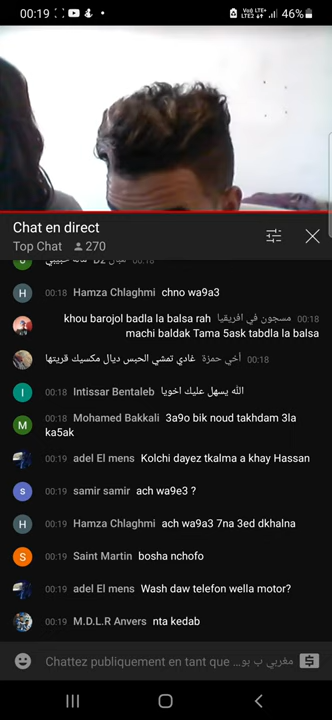 00:19
46%
Chat en direct
Top Chat 270
00:18
H 00:18 Hamza Chlaghmi chno wa9a3
00:18 مسجون في افريقيا khou barojol badla la balsa rah
machi baldak Tama 5ask tabdla la balsa
00:18 أخي حمزة غادي تمشي الحبس ديال مكسيك قريتها
I 00:18 Intissar Bentaleb الله يسهل عليك اخويا
M 00:18 Mohamed Bakkali 3a9o bik noud takhdam 3la
ka5ak
00:19 adel El mens Kolchi dayez tkalma a khay Hassan
s 00:19 samir samir ach wa9e3 ?
H 00:19 Hamza Chlaghmi ach wa9a3 7na 3ed dkhalna
S 00:19 Saint Martin bosha nchofo
00:19 adel El mens Wash daw telefon wella motor?
00:19 M.D.L.R Anvers nta kedab
Chattez publiquement en tant que مغربي ب بو...